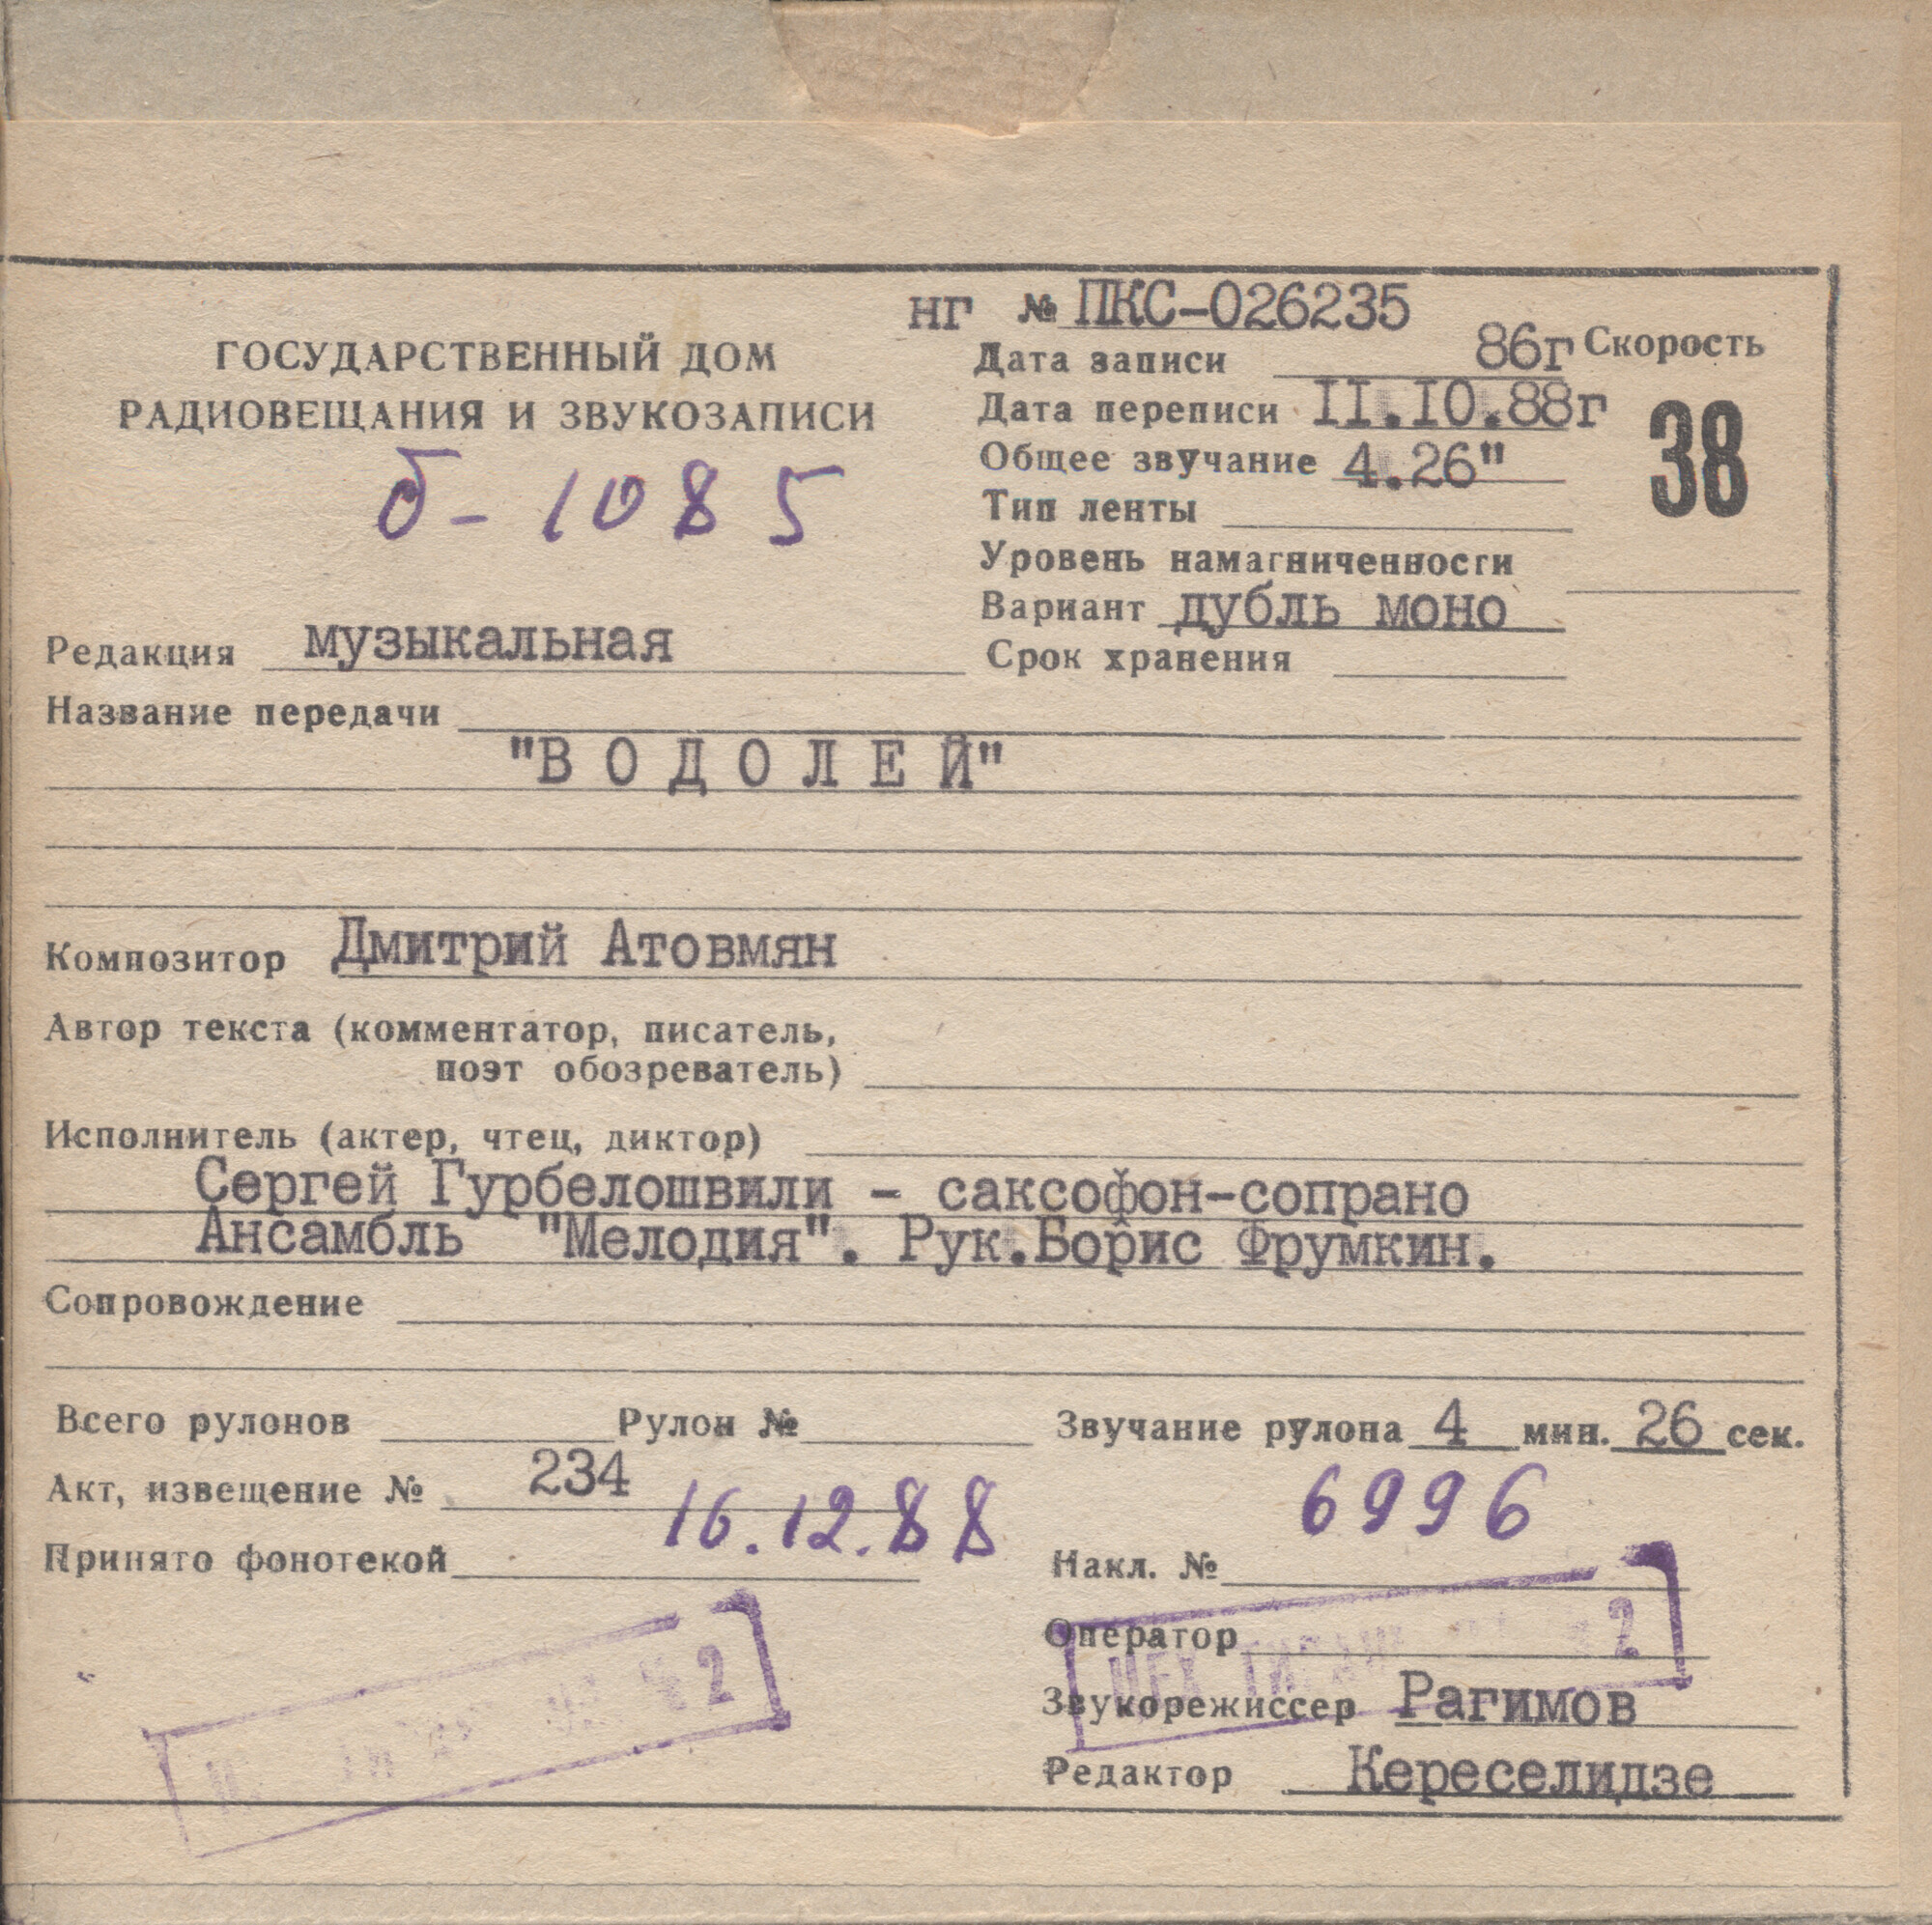 нг № ПКС-026235
ГОСУДАРСТВЕННЫЙ ДОМ
РАДИОВЕЩАНИЯ И ЗВУКОЗАПИСИ
б-1085
Дата записи 86г
Скорость
38
Дата переписи II.IO.88г
Общее звучание 4.26"
Тип ленты
Уровень намагниченности
Вариант дубль моно
Срок хранения
Редакция музыкальная
Название передачи
"В О Д О Л Е Й"
Композитор Дмитрий Атовмян
Автор текста (комментатор, писатель,
поэт обозреватель)
Исполнитель (актер, чтец, диктор)
Сергей Гурбелошвили - саксофон-сопрано
Ансамбль "Мелодия". Рук.Борис Фрумкин.
Сопровождение
Всего рулонов Рулон № Звучание рулона 4 мин. 26 сек.
Акт, извещение № 234
16.12.88
6996
Принято фонотекой
Накл. №
Оператор
Звукорежиссер Рагимов
Редактор Кереселидзе
2
2